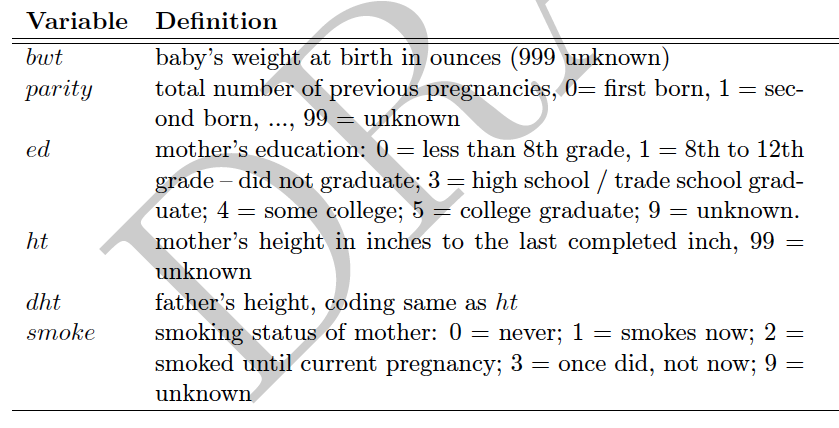 Variable Definition
bwt baby's weight at birth in ounces (999 unknown)
parity total number of previous pregnancies, 0= first born, 1 = sec-
ond born, ..., 99 = unknown
ed mother's education: 0 = less than 8th grade, 1 = 8th to 12th
grade – did not graduate; 3 = high school / trade school grad-
uate; 4 = some college; 5 = college graduate; 9 = unknown.
ht mother's height in inches to the last completed inch, 99 =
unknown
dht father's height, coding same as ht
smoke smoking status of mother: 0 = never; 1 = smokes now; 2 =
smoked until current pregnancy; 3 = once did, not now; 9 =
unknown
DRA